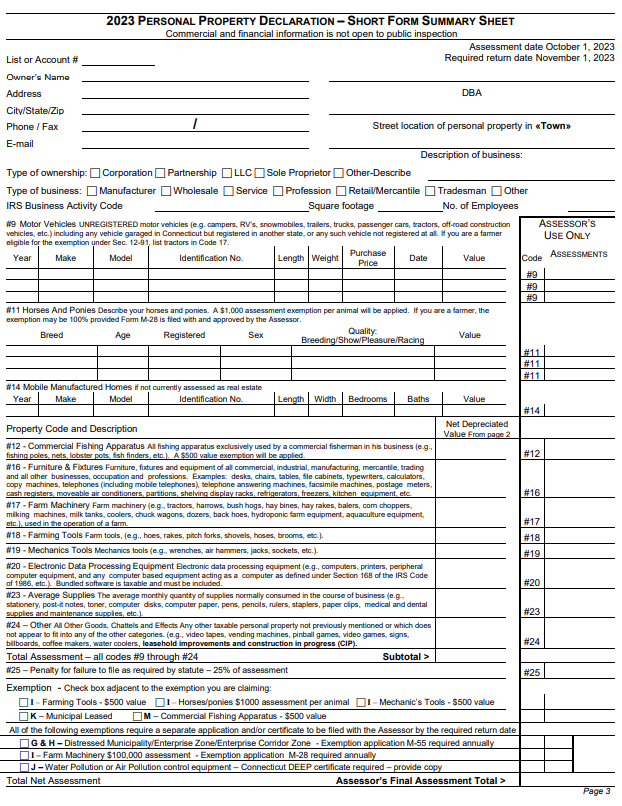 2023 PERSONAL PROPERTY DECLARATION – SHORT FORM SUMMARY SHEET
Commercial and financial information is not open to public inspection
Assessment date October 1, 2023
List or Account #
Required return date November 1, 2023
Owner's Name
Address
DBA
City/State/Zip
Phone / Fax /
Street location of personal property in «Town»
E-mail
Description of business:
Type of ownership: Corporation Partnership LLC Sole Proprietor Other-Describe
Type of business: Manufacturer Wholesale Service Profession Retail/Mercantile Tradesman Other
IRS Business Activity Code Square footage No. of Employees
#9 Motor Vehicles UNREGISTERED motor vehicles (e.g. campers, RV's, snowmobiles, trailers, trucks, passenger cars, tractors, off-road construction
vehicles, etc.) including any vehicle garaged in Connecticut but registered in another state, or any such vehicle not registered at all. If you are a farmer
eligible for the exemption under Sec. 12-91, list tractors in Code 17.
ASSESSOR'S
USE ONLY
Year Make Model Identification No. Length Weight Purchase Price Date Value
Code ASSESSMENTS
#9
#9
#9
#11 Horses And Ponies Describe your horses and ponies. A $1,000 assessment exemption per animal will be applied. If you are a farmer, the
exemption may be 100% provided Form M-28 is filed with and approved by the Assessor.
Breed Age Registered Sex Quality: Breeding/Show/Pleasure/Racing Value
#11
#11
#11
#14 Mobile Manufactured Homes if not currently assessed as real estate
Year Make Model Identification No. Length Width Bedrooms Baths Value
#14
Property Code and Description
Net Depreciated
Value From page 2
#12 - Commercial Fishing Apparatus All fishing apparatus exclusively used by a commercial fisherman in his business (e.g.,
fishing poles, nets, lobster pots, fish finders, etc.). A $500 value exemption will be applied.
#12
#16 - Furniture & Fixtures Furniture, fixtures and equipment of all commercial, industrial, manufacturing, mercantile, trading
and all other businesses, occupation and professions. Examples: desks, chairs, tables, file cabinets, typewriters, calculators,
copy machines, telephones (including mobile telephones), telephone answering machines, facsimile machines, postage meters,
cash registers, moveable air conditioners, partitions, shelving display racks, refrigerators, freezers, kitchen equipment, etc.
#16
#17 - Farm Machinery Farm machinery (e.g., tractors, harrows, bush hogs, hay bines, hay rakes, balers, corn choppers,
milking machines, milk tanks, coolers, chuck wagons, dozers, back hoes, hydroponic farm equipment, aquaculture equipment,
etc.), used in the operation of a farm.
#17
#18 - Farming Tools Farm tools, (e.g., hoes, rakes, pitch forks, shovels, hoses, brooms, etc.).
#18
#19 - Mechanics Tools Mechanics tools (e.g., wrenches, air hammers, jacks, sockets, etc.).
#19
#20 - Electronic Data Processing Equipment Electronic data processing equipment (e.g., computers, printers, peripheral
computer equipment, and any computer based equipment acting as a computer as defined under Section 168 of the IRS Code
of 1986, etc.). Bundled software is taxable and must be included.
#20
#23 - Average Supplies The average monthly quantity of supplies normally consumed in the course of business (e.g.,
stationery, post-it notes, toner, computer disks, computer paper, pens, pencils, rulers, staplers, paper clips, medical and dental
supplies and maintenance supplies, etc.).
#23
#24 – Other All Other Goods, Chattels and Effects Any other taxable personal property not previously mentioned or which does
not appear to fit into any of the other categories. (e.g., video tapes, vending machines, pinball games, video games, signs,
billboards, coffee makers, water coolers, leasehold improvements and construction in progress (CIP).
#24
Total Assessment – all codes #9 through #24 Subtotal >
#25 – Penalty for failure to file as required by statute – 25% of assessment
#25
Exemption - Check box adjacent to the exemption you are claiming:
I – Farming Tools - $500 value I – Horses/ponies $1000 assessment per animal I – Mechanic's Tools - $500 value
K – Municipal Leased M – Commercial Fishing Apparatus - $500 value
All of the following exemptions require a separate application and/or certificate to be filed with the Assessor by the required return date
G & H – Distressed Municipality/Enterprise Zone/Enterprise Corridor Zone - Exemption application M-55 required annually
I – Farm Machinery $100,000 assessment - Exemption application M-28 required annually
J – Water Pollution or Air Pollution control equipment – Connecticut DEEP certificate required – provide copy
Total Net Assessment Assessor's Final Assessment Total >
Page 3